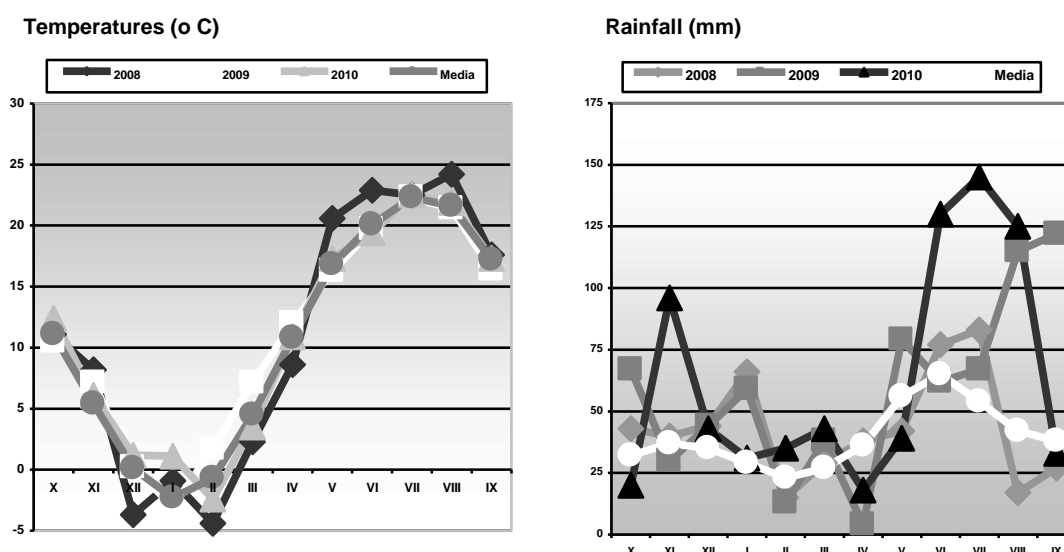 Temperatures (o C)
2008 2009 2010 Media
30
25
20
15
10
5
0
X XI XII I II III IV V VI VII VIII IX
-5
Rainfall (mm)
2008 2009 2010 Media
175
150
125
100
75
50
25
0
X XI XII I II III IV V VI VII VIII IX